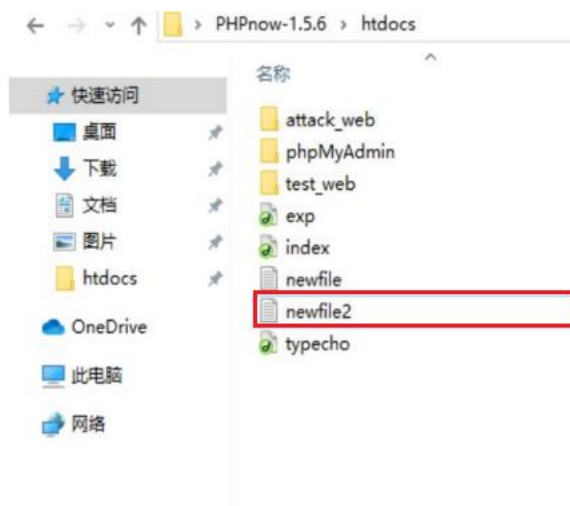 PHPnow-1.5.6 › htdocs
名称
快速访问
桌面
下载
文档
图片
htdocs
OneDrive
此电脑
网络
attack_web
phpMyAdmin
test_web
exp
index
newfile
newfile2
typecho